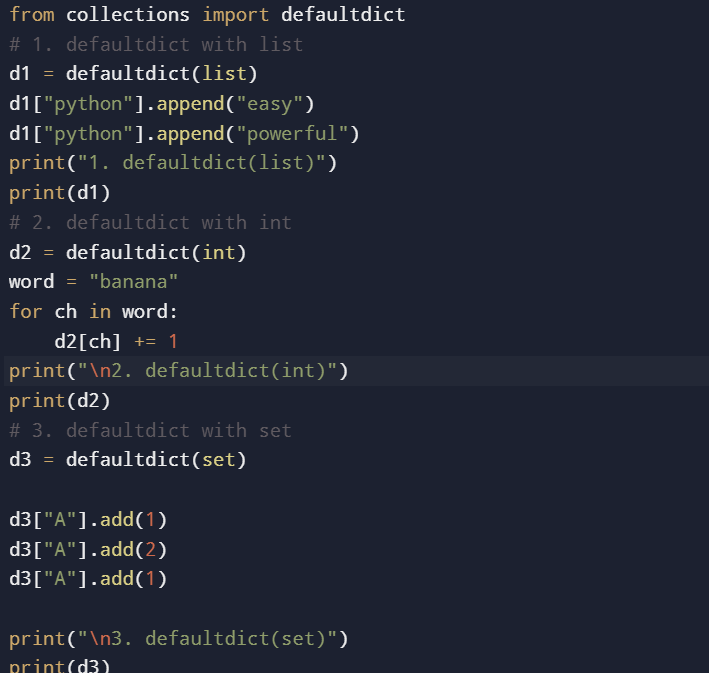 from collections import defaultdict
# 1. defaultdict with list
d1 = defaultdict(list)
d1["python"].append("easy")
d1["python"].append("powerful")
print("1. defaultdict(list)")
print(d1)
# 2. defaultdict with int
d2 = defaultdict(int)
word = "banana"
for ch in word:
    d2[ch] += 1
print("\n2. defaultdict(int)")
print(d2)
# 3. defaultdict with set
d3 = defaultdict(set)
d3["A"].add(1)
d3["A"].add(2)
d3["A"].add(1)
print("\n3. defaultdict(set)")
print(d3)